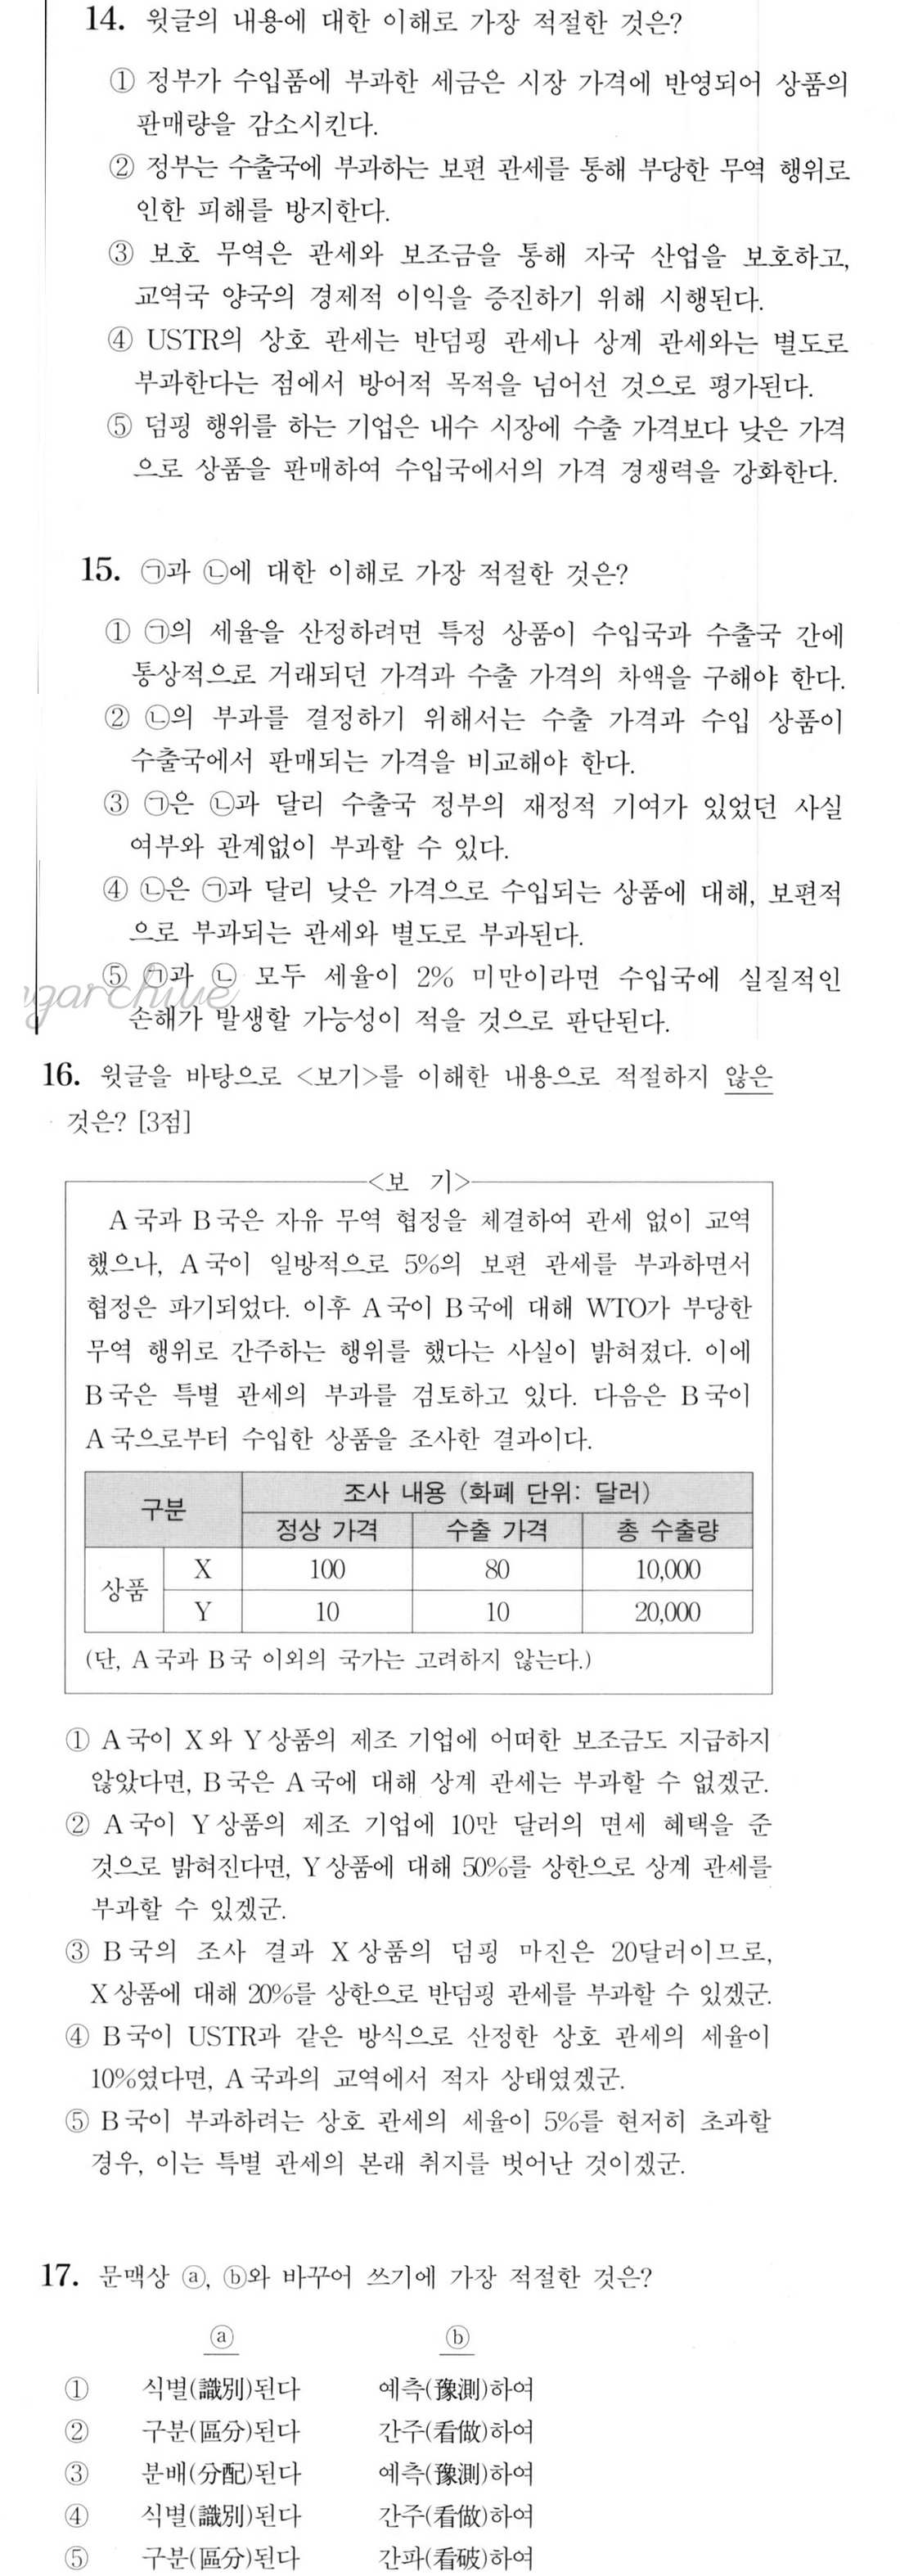 14. 윗글의 내용에 대한 이해로 가장 적절한 것은?
① 정부가 수입품에 부과한 세금은 시장 가격에 반영되어 상품의
판매량을 감소시킨다.
② 정부는 수출국에 부과하는 보편 관세를 통해 부당한 무역 행위로
인한 피해를 방지한다.
③ 보호 무역은 관세와 보조금을 통해 자국 산업을 보호하고,
교역국 양국의 경제적 이익을 증진하기 위해 시행된다.
④ USTR의 상호 관세는 반덤핑 관세나 상계 관세와는 별도로
부과한다는 점에서 방어적 목적을 넘어선 것으로 평가된다.
⑤ 덤핑 행위를 하는 기업은 내수 시장에 수출 가격보다 낮은 가격
으로 상품을 판매하여 수입국에서의 가격 경쟁력을 강화한다.
15. ㉠과 ㉡에 대한 이해로 가장 적절한 것은?
① ㉠의 세율을 산정하려면 특정 상품이 수입국과 수출국 간에
통상적으로 거래되던 가격과 수출 가격의 차액을 구해야 한다.
② ㉡의 부과를 결정하기 위해서는 수출 가격과 수입 상품이
수출국에서 판매되는 가격을 비교해야 한다.
③ ㉠은 ㉡과 달리 수출국 정부의 재정적 기여가 있었던 사실
여부와 관계없이 부과할 수 있다.
④ ㉡은 ㉠과 달리 낮은 가격으로 수입되는 상품에 대해, 보편적
으로 부과되는 관세와 별도로 부과된다.
⑤ ㉠과 ㉡ 모두 세율이 2% 미만이라면 수입국에 실질적인
손해가 발생할 가능성이 적을 것으로 판단된다.
16. 윗글을 바탕으로 <보기>를 이해한 내용으로 적절하지 않은
것은? [3점]
<보 기>
A국과 B국은 자유 무역 협정을 체결하여 관세 없이 교역
했으나, A국이 일방적으로 5%의 보편 관세를 부과하면서
협정은 파기되었다. 이후 A국이 B국에 대해 WTO가 부당한
무역 행위로 간주하는 행위를 했다는 사실이 밝혀졌다. 이에
B국은 특별 관세의 부과를 검토하고 있다. 다음은 B국이
A국으로부터 수입한 상품을 조사한 결과이다.
구분 조사 내용 (화폐 단위: 달러)
정상 가격 수출 가격 총 수출량
상품 X 100 80 10,000
Y 10 10 20,000
(단, A국과 B국 이외의 국가는 고려하지 않는다.)
① A국이 X와 Y상품의 제조 기업에 어떠한 보조금도 지급하지
않았다면, B국은 A국에 대해 상계 관세는 부과할 수 없겠군.
② A국이 Y상품의 제조 기업에 10만 달러의 면세 혜택을 준
것으로 밝혀진다면, Y상품에 대해 50%를 상한으로 상계 관세를
부과할 수 있겠군.
③ B국의 조사 결과 X상품의 덤핑 마진은 20달러이므로,
X상품에 대해 20%를 상한으로 반덤핑 관세를 부과할 수 있겠군.
④ B국이 USTR과 같은 방식으로 산정한 상호 관세의 세율이
10%였다면, A국과의 교역에서 적자 상태였겠군.
⑤ B국이 부과하려는 상호 관세의 세율이 5%를 현저히 초과할
경우, 이는 특별 관세의 본래 취지를 벗어난 것이겠군.
17. 문맥상 ⓐ, ⓑ와 바꾸어 쓰기에 가장 적절한 것은?
ⓐ ⓑ
① 식별(識別)된다 예측(豫測)하여
② 구분(區分)된다 간주(看做)하여
③ 분배(分配)된다 예측(豫測)하여
④ 식별(識別)된다 간주(看做)하여
⑤ 구분(區分)된다 간파(看破)하여